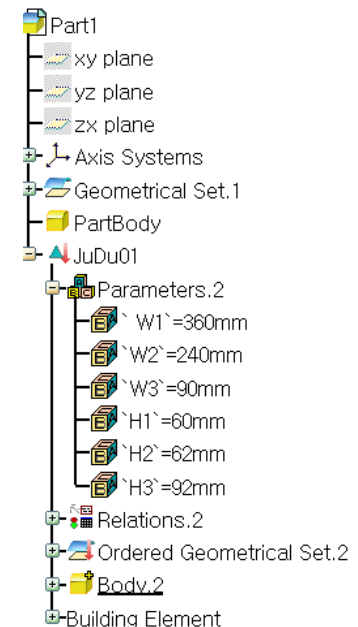 Part1
xy plane
yz plane
zx plane
Axis Systems
Geometrical Set.1
PartBody
JuDu01
Parameters.2
` W1`=360mm
`W2`=240mm
`W3`=90mm
`H1`=60mm
`H2`=62mm
`H3`=92mm
Relations.2
Ordered Geometrical Set.2
Body.2
Building Element